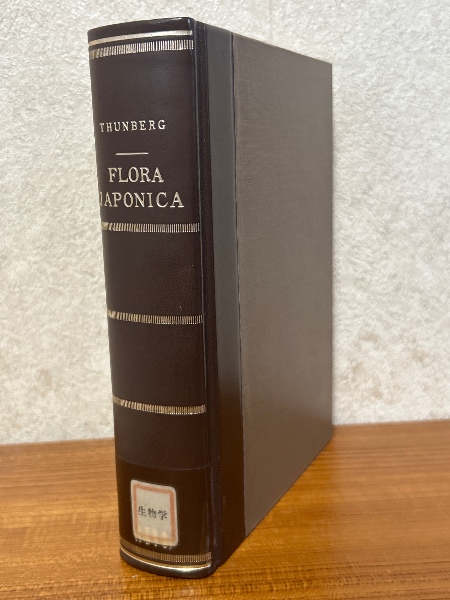 THUNBERG
FLORA
JAPONICA
生物学